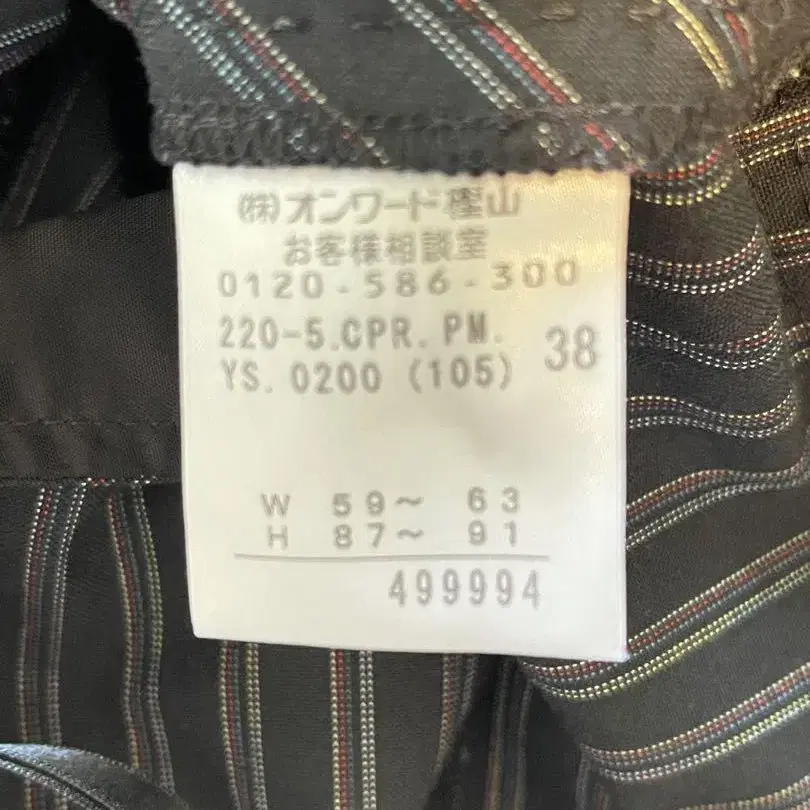 (株)オンワード樫山
お客様相談室
0120-586-300
220-5.CPR.PM. 38
YS. 0200 (105)
W 59～ 63
H 87～ 91
499994